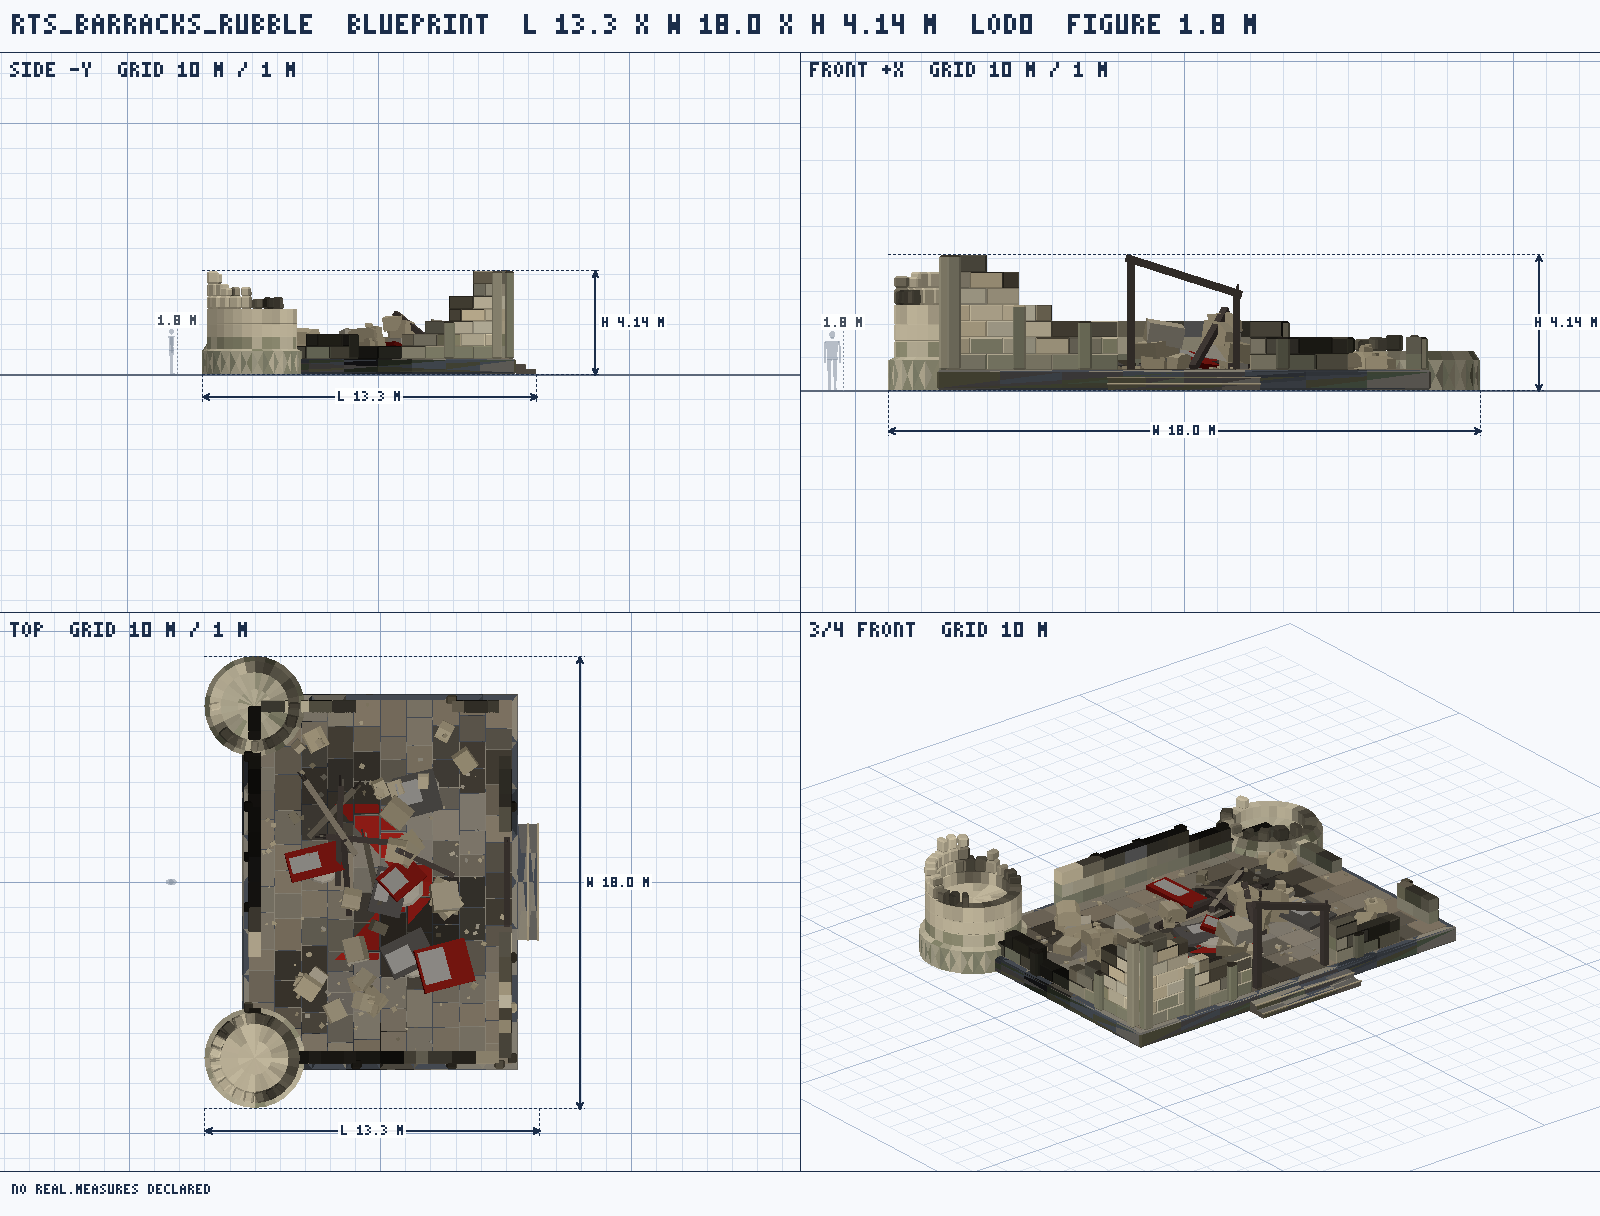 RTS_BARRACKS_RUBBLE BLUEPRINT L 13.3 X W 18.0 X H 4.14 M LOD0 FIGURE 1.8 M
SIDE -Y GRID 10 M / 1 M
FRONT +X GRID 10 M / 1 M
1.8 M
H 4.14 M
L 13.3 M
1.8 M
H 4.14 M
W 18.0 M
TOP GRID 10 M / 1 M
3/4 FRONT GRID 10 M
W 18.0 M
L 13.3 M
NO REAL.MEASURES DECLARED